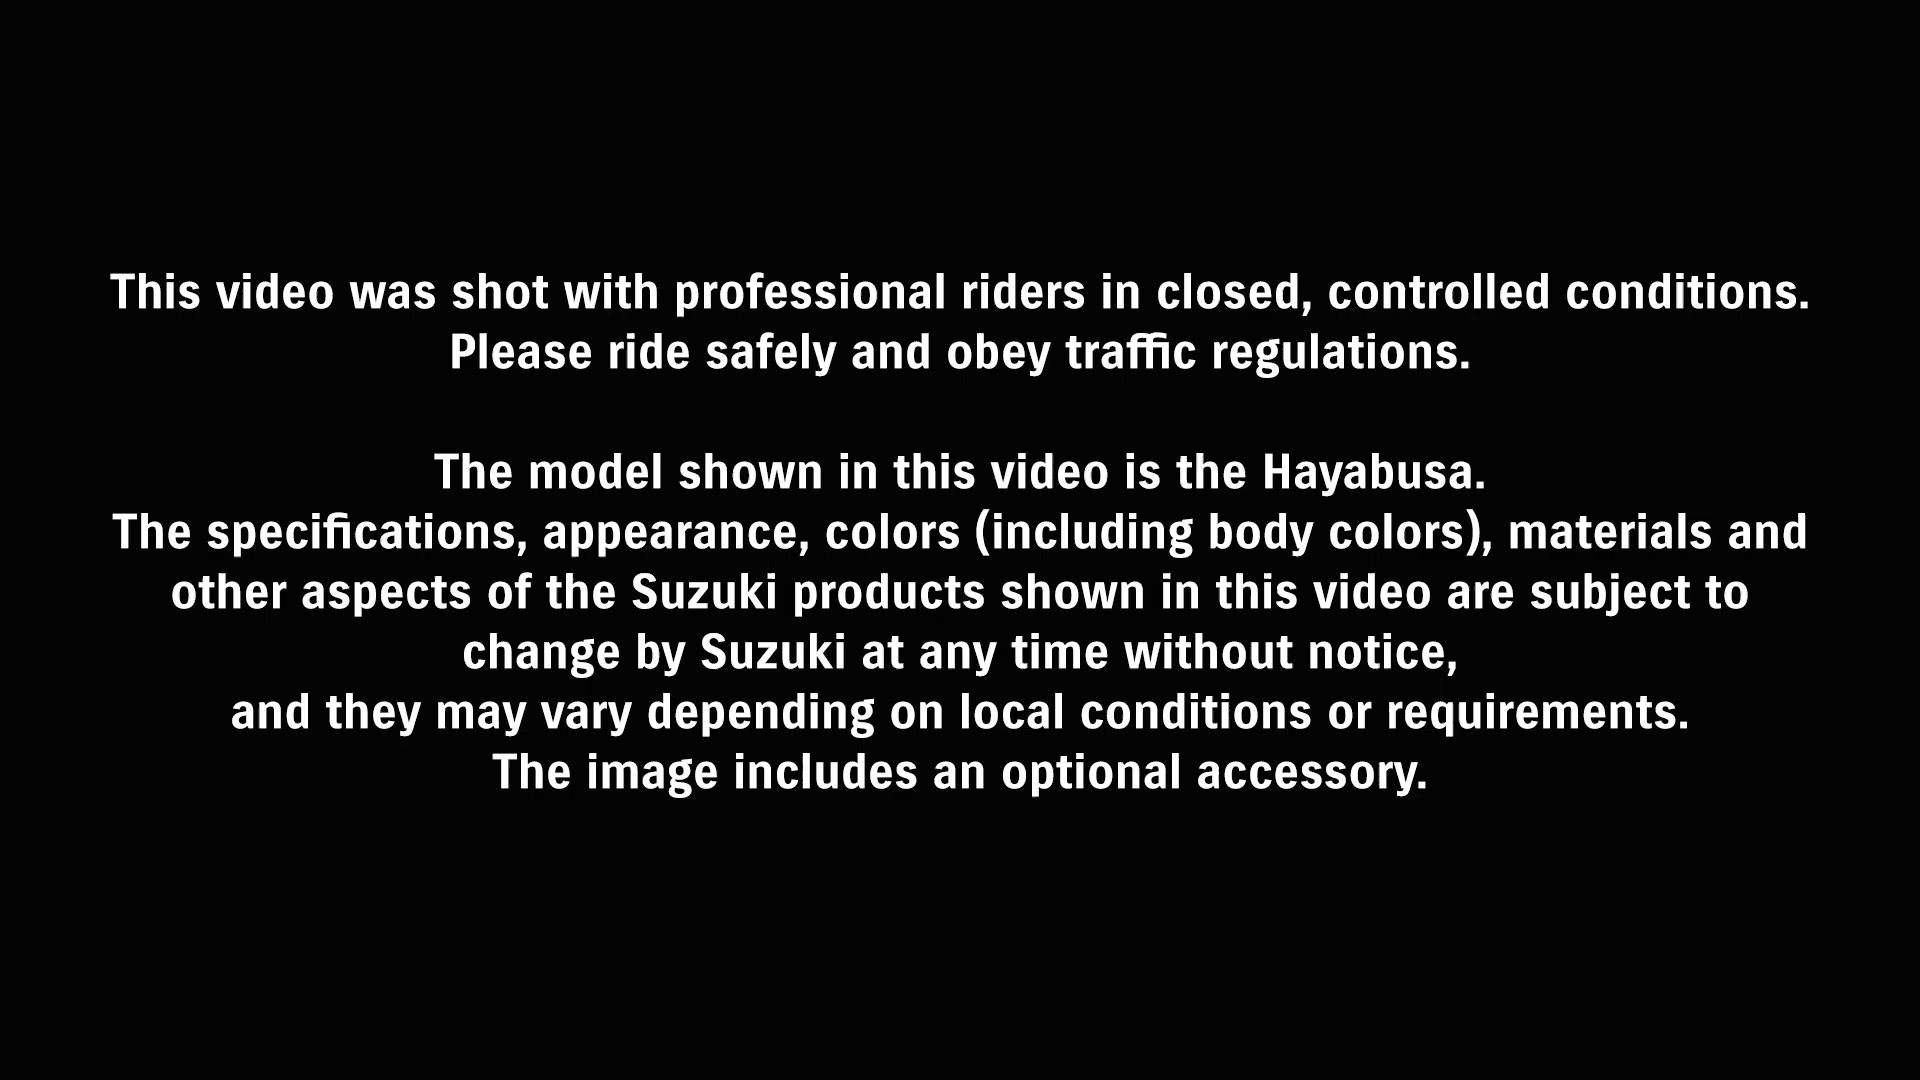 This video was shot with professional riders in closed, controlled conditions.
Please ride safely and obey traffic regulations.
The model shown in this video is the Hayabusa.
The specifications, appearance, colors (including body colors), materials and
other aspects of the Suzuki products shown in this video are subject to
change by Suzuki at any time without notice,
and they may vary depending on local conditions or requirements.
The image includes an optional accessory.